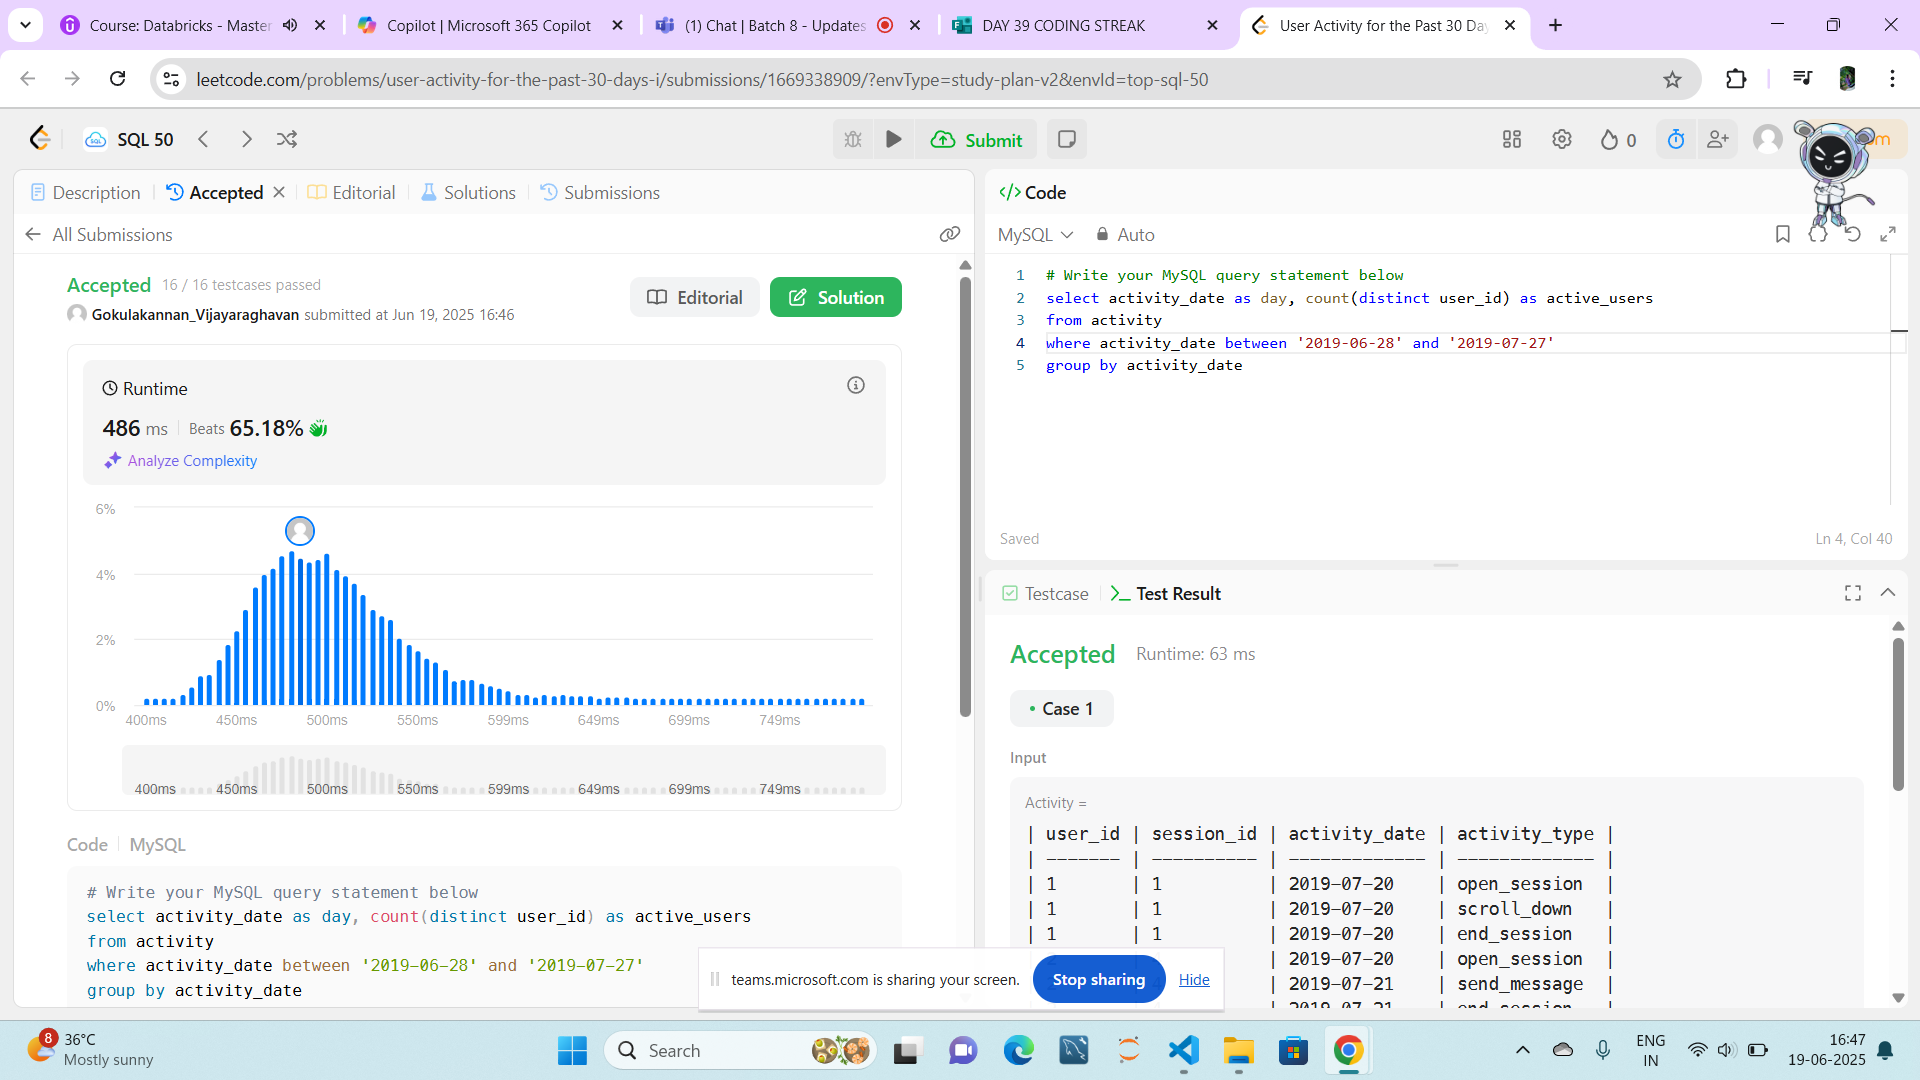 Course: Databricks - Master
Copilot | Microsoft 365 Copilot
(1) Chat | Batch 8 - Updates
DAY 39 CODING STREAK
User Activity for the Past 30 Day
leetcode.com/problems/user-activity-for-the-past-30-days-i/submissions/1669338909/?envType=study-plan-v2&envId=top-sql-50
SQL 50
Submit
0
Description
Accepted
Editorial
Solutions
Submissions
All Submissions
Accepted 16 / 16 testcases passed
Gokulakannan_Vijayaraghavan submitted at Jun 19, 2025 16:46
Editorial
Solution
Runtime
486 ms Beats 65.18%
Analyze Complexity
6%
4%
2%
0%
400ms 450ms 500ms 550ms 599ms 649ms 699ms 749ms
400ms 450ms 500ms 550ms 599ms 649ms 699ms 749ms
Code MySQL
# Write your MySQL query statement below
select activity_date as day, count(distinct user_id) as active_users
from activity
where activity_date between '2019-06-28' and '2019-07-27'
group by activity_date
</> Code
MySQL Auto
1 # Write your MySQL query statement below
2 select activity_date as day, count(distinct user_id) as active_users
3 from activity
4 where activity_date between '2019-06-28' and '2019-07-27'
5 group by activity_date
Saved
Ln 4, Col 40
Testcase
Test Result
Accepted Runtime: 63 ms
Case 1
Input
Activity =
| user_id | session_id | activity_date | activity_type |
| ------- | ---------- | ------------- | ------------- |
| 1 | 1 | 2019-07-20 | open_session |
| 1 | 1 | 2019-07-20 | scroll_down |
| 1 | 1 | 2019-07-20 | end_session |
| 2019-07-20 | open_session |
| 2019-07-21 | send_message |
| 2019-07-21 | end_session |
teams.microsoft.com is sharing your screen.
Stop sharing
Hide
8
36°C
Mostly sunny
Search
ENG
IN
16:47
19-06-2025